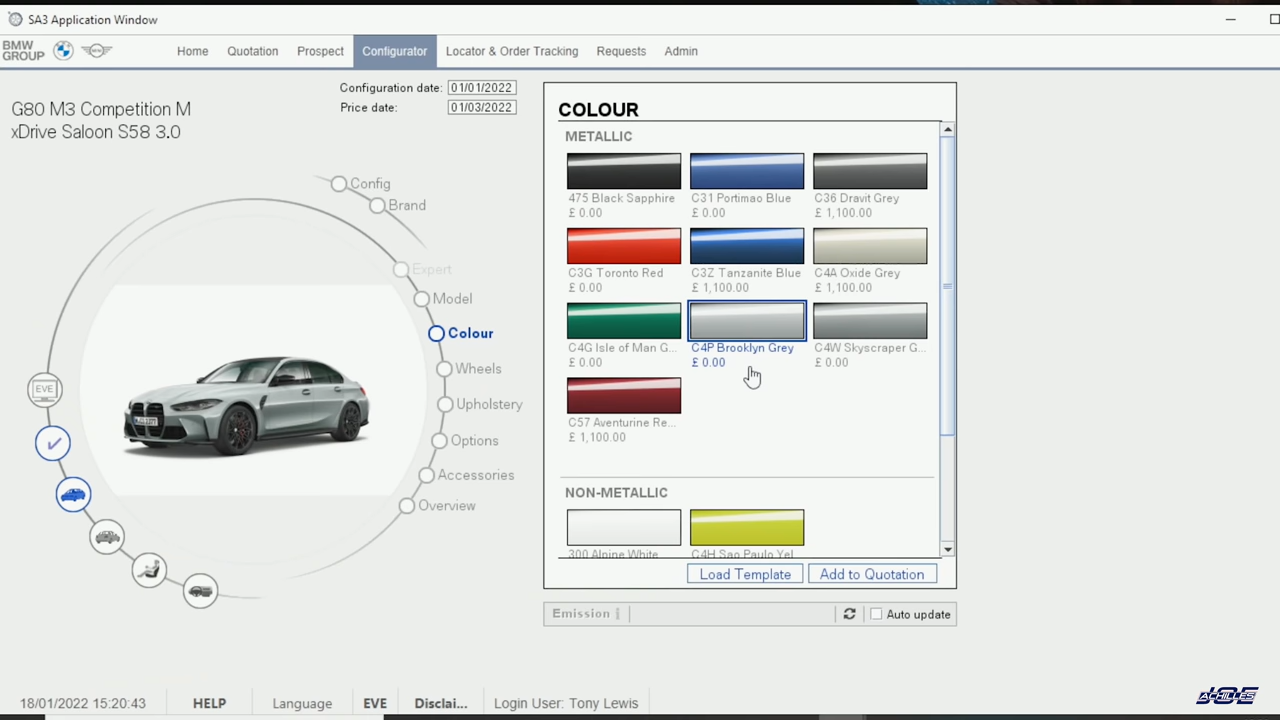 SA3 Application Window
BMW GROUP
Home Quotation Prospect Configurator Locator & Order Tracking Requests Admin
Configuration date: 01/01/2022
Price date: 01/03/2022
G80 M3 Competition M
xDrive Saloon S58 3.0
Config
Brand
Expert
Model
Colour
Wheels
Upholstery
Options
Accessories
Overview
EVE
COLOUR
METALLIC
475 Black Sapphire
£ 0.00
C31 Portimao Blue
£ 0.00
C36 Dravit Grey
£ 1,100.00
C3G Toronto Red
£ 0.00
C3Z Tanzanite Blue
£ 1,100.00
C4A Oxide Grey
£ 1,100.00
C4G Isle of Man G...
£ 0.00
C4P Brooklyn Grey
£ 0.00
C4W Skyscraper G...
£ 0.00
C57 Aventurine Re...
£ 1,100.00
NON-METALLIC
300 Alpine White
C4H Sao Paulo Yel
Load Template Add to Quotation
Emission i
Auto update
18/01/2022 15:20:43 HELP Language EVE Disclai... Login User: Tony Lewis
JOE
ACHILLES